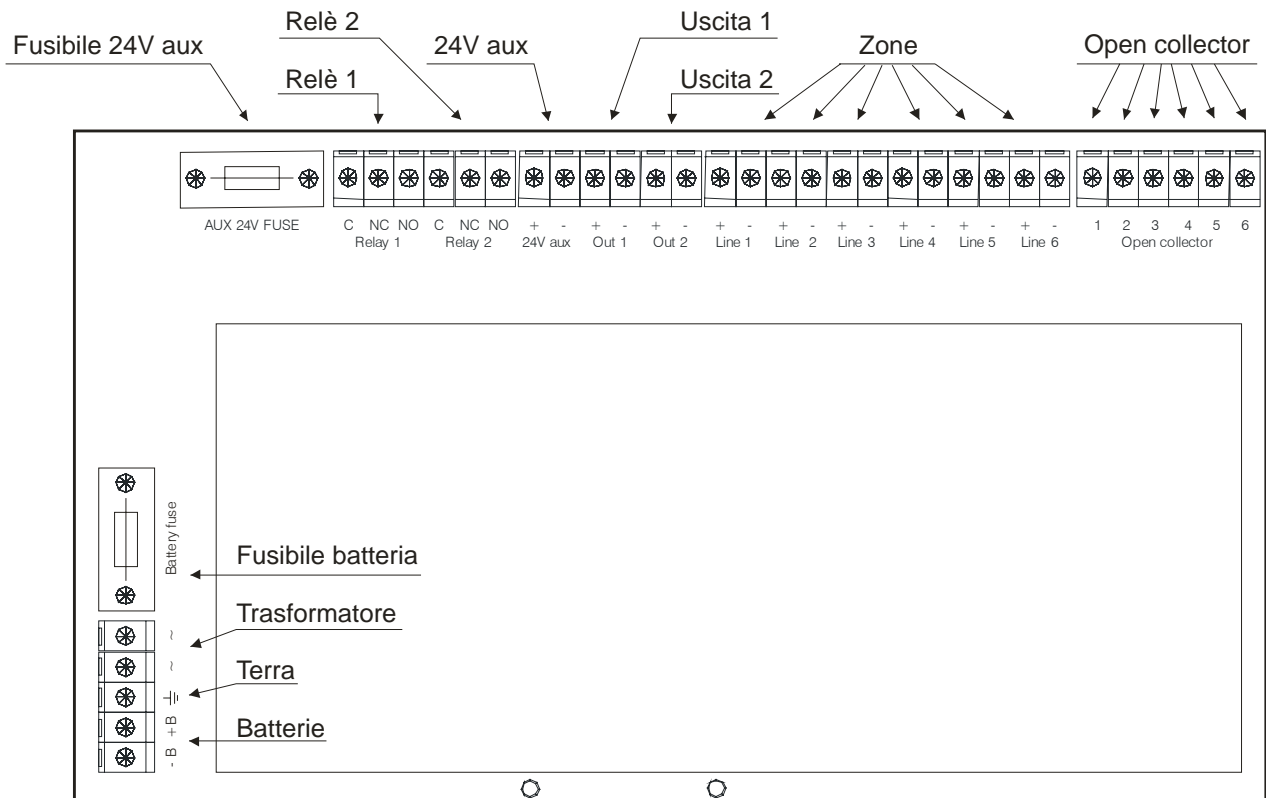 Relè 2
Uscita 1
Fusibile 24V aux
24V aux
Zone
Open collector
Relè 1
Uscita 2
AUX 24V FUSE
C NC NO C NC NO + - + - + - + - + - + - + - + - + - 1 2 3 4 5 6
Relay 1 Relay 2 24V aux Out 1 Out 2 Line 1 Line 2 Line 3 Line 4 Line 5 Line 6 Open collector
Battery fuse
Fusibile batteria
Trasformatore
~
~
Terra
Batterie
+ B
- B